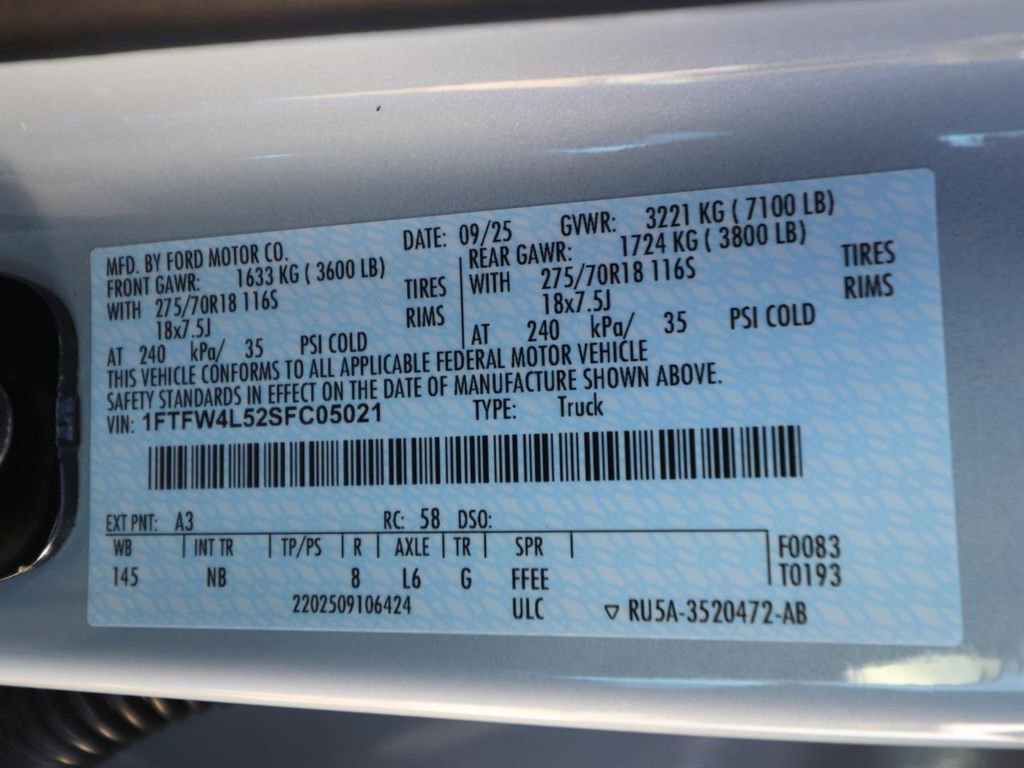 MFD. BY FORD MOTOR CO. DATE: 09/25 GVWR: 3221 KG ( 7100 LB)
FRONT GAWR: 1633 KG ( 3600 LB) REAR GAWR: 1724 KG ( 3800 LB)
WITH 275/70R18 116S TIRES WITH 275/70R18 116S TIRES
18x7.5J RIMS 18x7.5J RIMS
AT 240 kPa/ 35 PSI COLD AT 240 kPa/ 35 PSI COLD
THIS VEHICLE CONFORMS TO ALL APPLICABLE FEDERAL MOTOR VEHICLE
SAFETY STANDARDS IN EFFECT ON THE DATE OF MANUFACTURE SHOWN ABOVE.
VIN: 1FTFW4L52SFC05021 TYPE: Truck
EXT PNT: A3 RC: 58 DSO:
WB INT TR TP/PS R AXLE TR SPR F0083
145 NB 8 L6 G FFEE T0193
2202509106424 ULC ▽ RU5A-3520472-AB